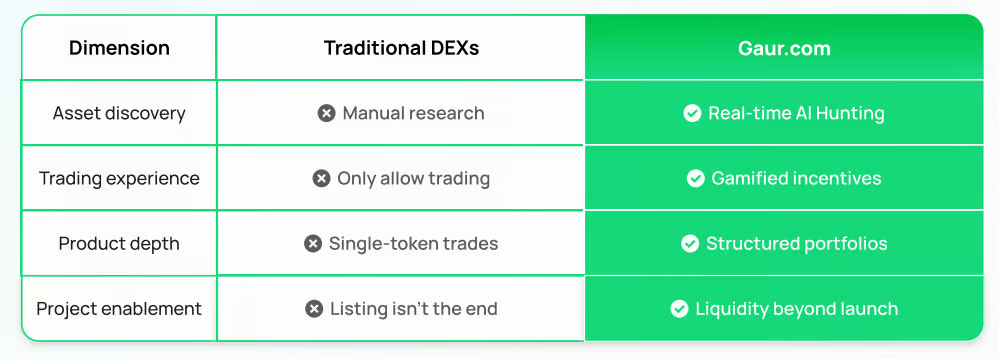 Dimension Traditional DEXs Gaur.com
Asset discovery Manual research Real-time AI Hunting
Trading experience Only allow trading Gamified incentives
Product depth Single-token trades Structured portfolios
Project enablement Listing isn't the end Liquidity beyond launch